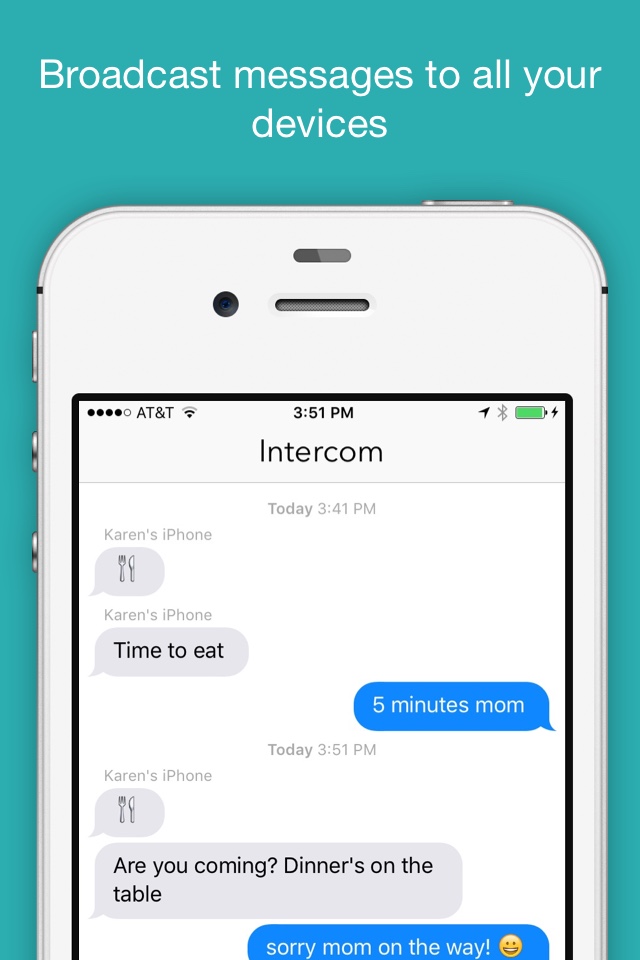 Broadcast messages to all your
devices
AT&T 3:51 PM
Intercom
Today 3:41 PM
Karen's iPhone
🍴
Karen's iPhone
Time to eat
5 minutes mom
Today 3:51 PM
Karen's iPhone
🍴
Are you coming? Dinner's on the
table
sorry mom on the way! 😀